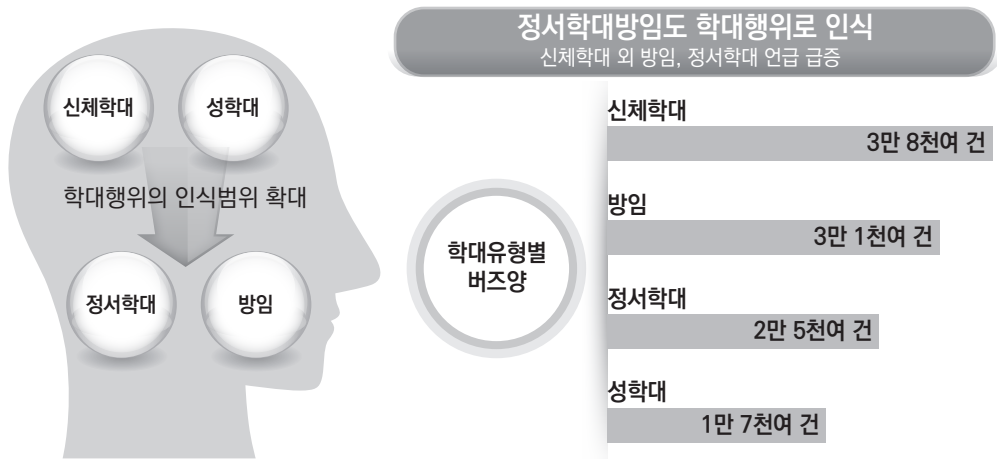 정서학대방임도 학대행위로 인식
신체학대 외 방임, 정서학대 언급 급증
신체학대
성학대
학대행위의 인식범위 확대
정서학대
방임
학대유형별
버즈양
신체학대
3만 8천여 건
방임
3만 1천여 건
정서학대
2만 5천여 건
성학대
1만 7천여 건